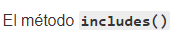 El método includes()